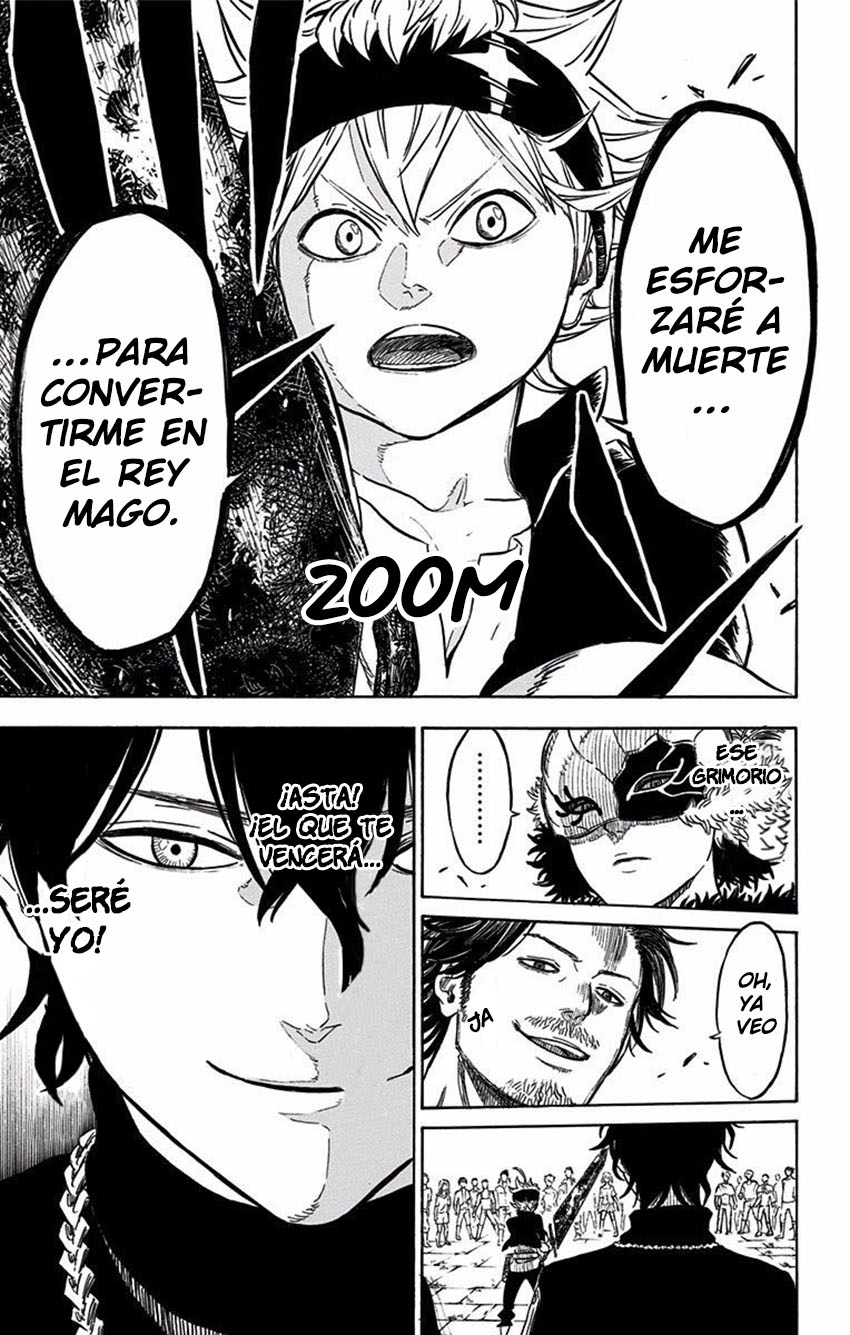 ME
ESFOR-
ZARÉ A
MUERTE
...
...PARA
CONVER-
TIRME EN
EL REY
MAGO.
ZOOM
ESE
GRIMORIO
...
.........
OH,
YA
VEO
JA
¡ASTA!
¡EL QUE TE
VENCERÁ...
...SERÉ
YO!